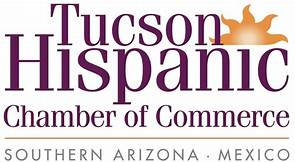 Tucson
Hispanic
Chamber of Commerce
SOUTHERN ARIZONA · MEXICO